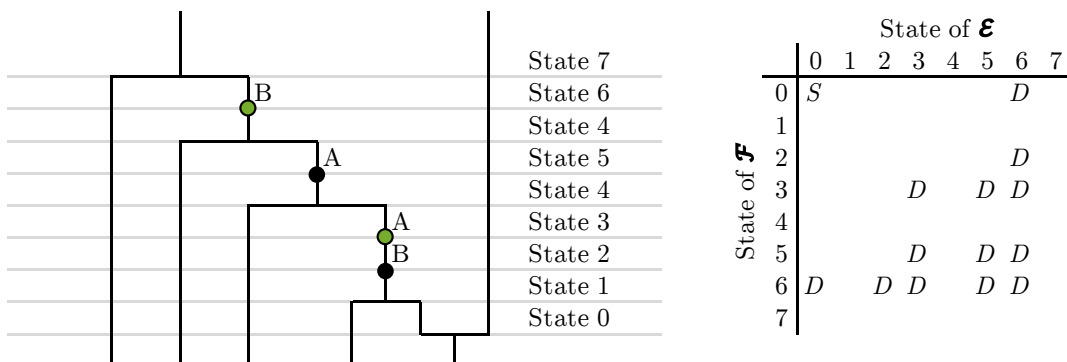 B
A
A
B
State 7
State 6
State 4
State 5
State 4
State 3
State 2
State 1
State 0
State of 𝓔
0 1 2 3 4 5 6 7
State of 𝓕
0 S D
1
2 D
3 D D D
4
5 D D D
6 D D D D D
7